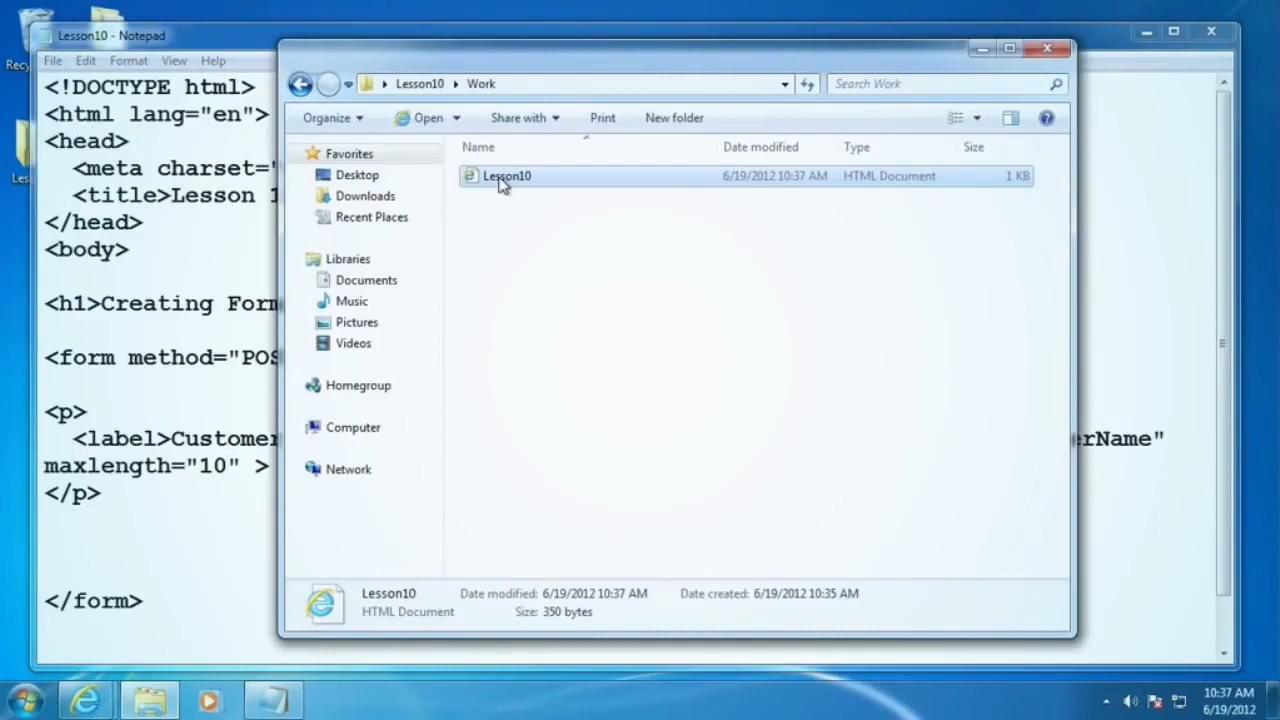 Recy
Les
Lesson10 - Notepad
File Edit Format View Help
<!DOCTYPE html>
<html lang="en">
<head>
<meta charset="
<title>Lesson 1
</head>
<body>
<h1>Creating Form
<form method="POS
<p>
<label>Customer
erName"
maxlength="10" >
</p>
</form>
Lesson10 Work
Search Work
Organize Open Share with Print New folder
Name Date modified Type Size
Lesson10 6/19/2012 10:37 AM HTML Document 1 KB
Favorites
Desktop
Downloads
Recent Places
Libraries
Documents
Music
Pictures
Videos
Homegroup
Computer
Network
Lesson10 Date modified: 6/19/2012 10:37 AM Date created: 6/19/2012 10:35 AM
HTML Document Size: 350 bytes
10:37 AM
6/19/2012